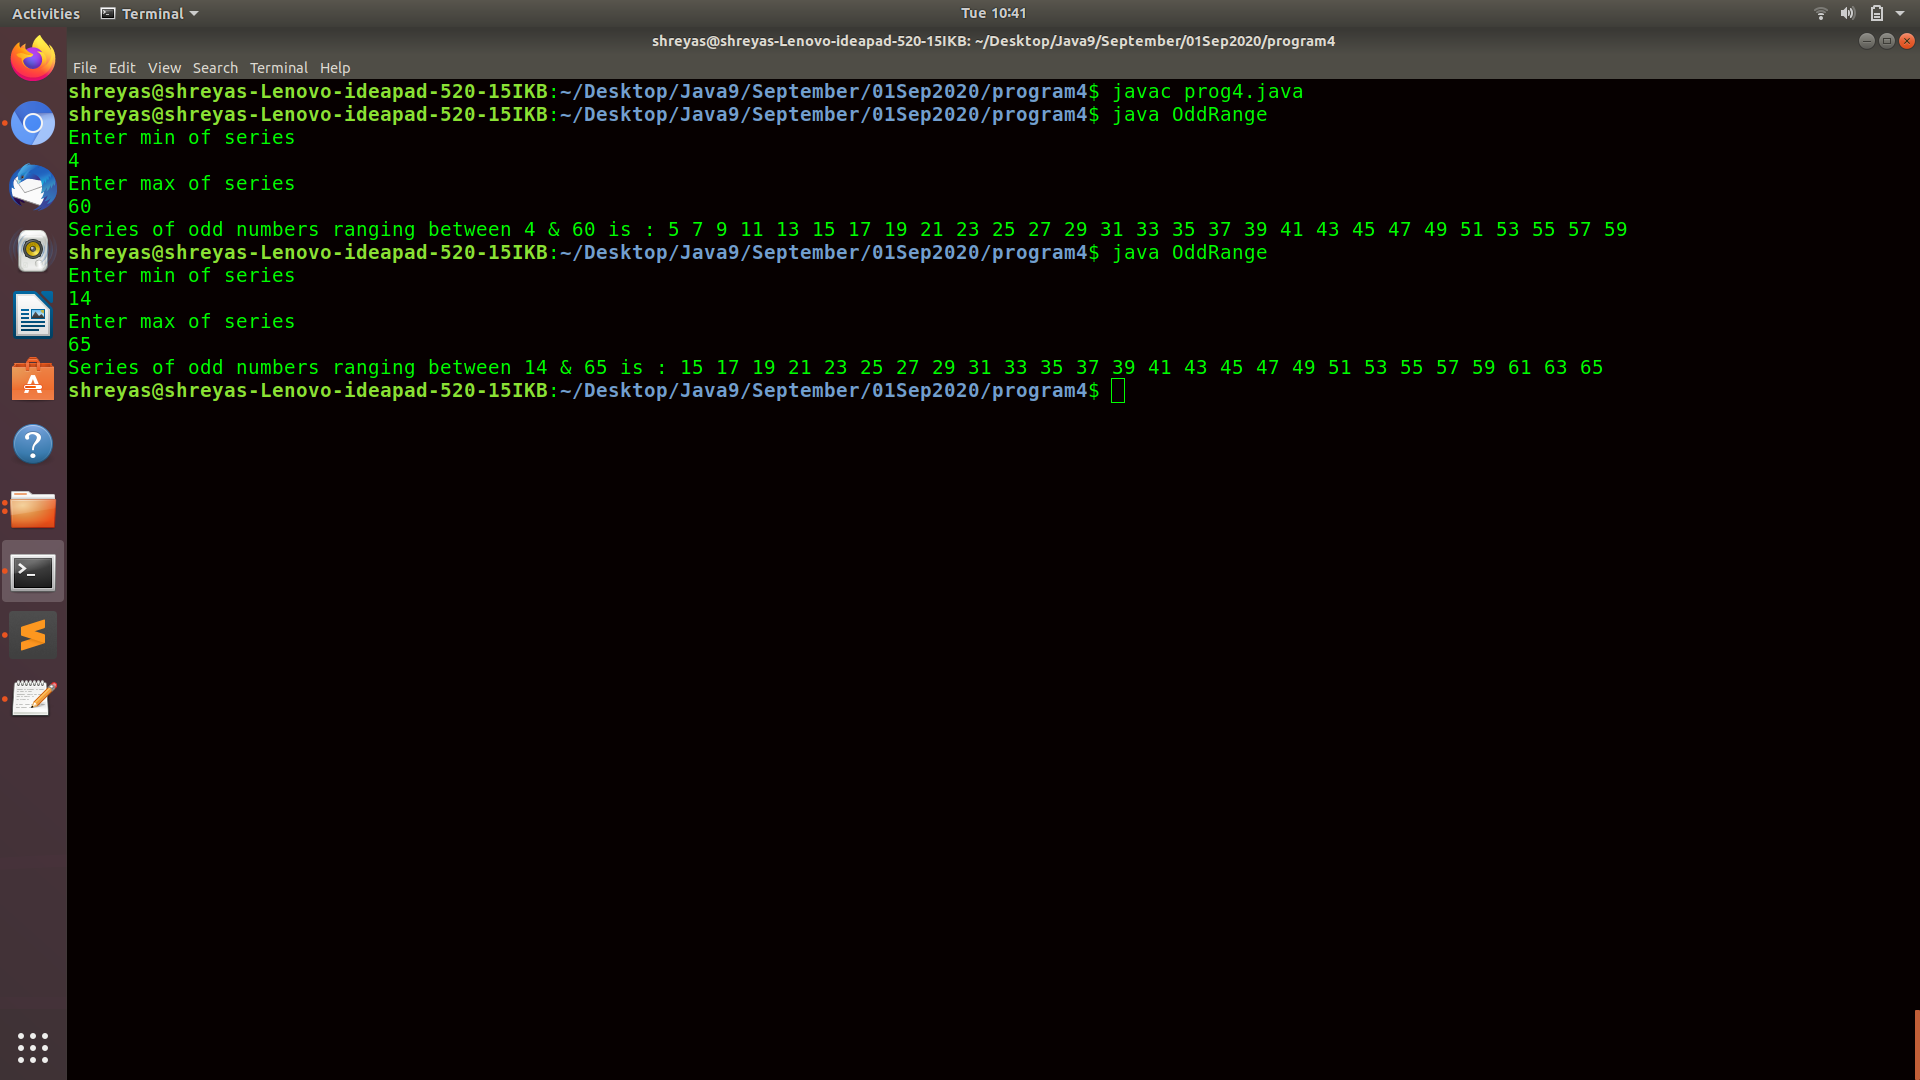 Activities Terminal Tue 10:41
shreyas@shreyas-Lenovo-ideapad-520-15IKB: ~/Desktop/Java9/September/01Sep2020/program4
File Edit View Search Terminal Help
shreyas@shreyas-Lenovo-ideapad-520-15IKB:~/Desktop/Java9/September/01Sep2020/program4$ javac prog4.java
shreyas@shreyas-Lenovo-ideapad-520-15IKB:~/Desktop/Java9/September/01Sep2020/program4$ java OddRange
Enter min of series
4
Enter max of series
60
Series of odd numbers ranging between 4 & 60 is : 5 7 9 11 13 15 17 19 21 23 25 27 29 31 33 35 37 39 41 43 45 47 49 51 53 55 57 59
shreyas@shreyas-Lenovo-ideapad-520-15IKB:~/Desktop/Java9/September/01Sep2020/program4$ java OddRange
Enter min of series
14
Enter max of series
65
Series of odd numbers ranging between 14 & 65 is : 15 17 19 21 23 25 27 29 31 33 35 37 39 41 43 45 47 49 51 53 55 57 59 61 63 65
shreyas@shreyas-Lenovo-ideapad-520-15IKB:~/Desktop/Java9/September/01Sep2020/program4$